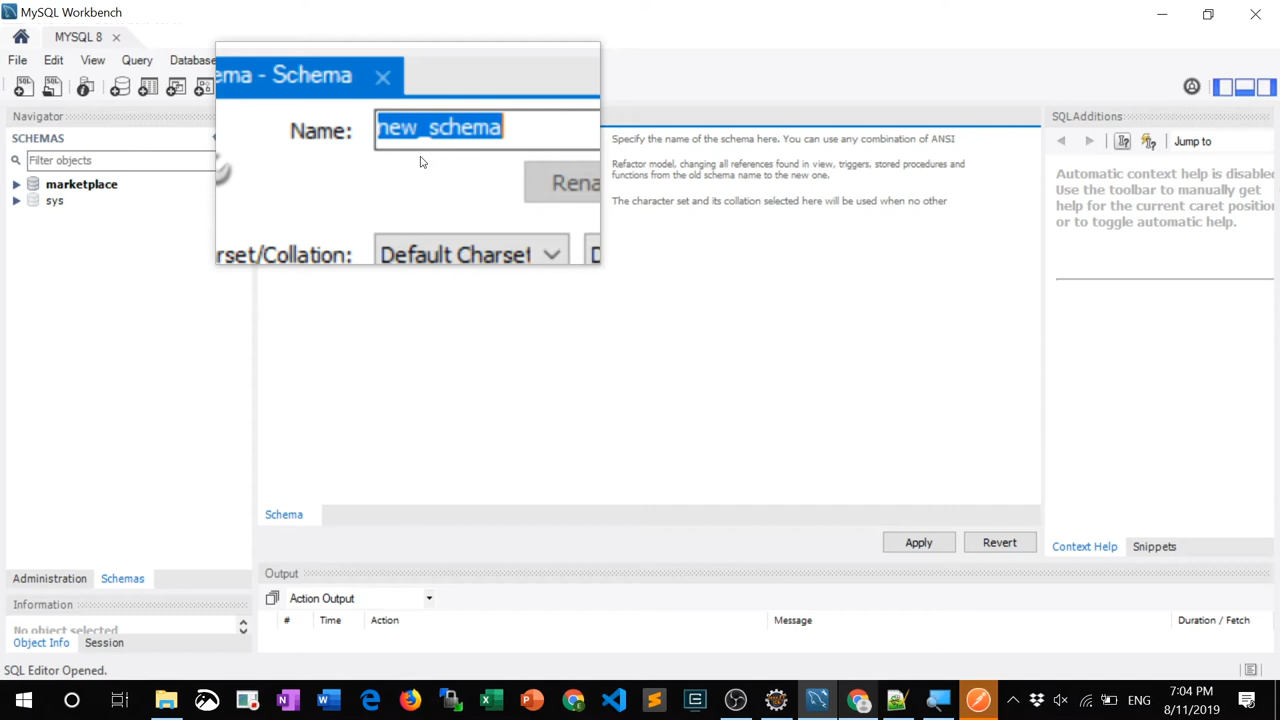 MySQL Workbench
MYSQL 8
File Edit View Query Database
ema - Schema
Name: new_schema
Rena
rset/Collation: Default Charset D
Navigator
SCHEMAS
Filter objects
marketplace
sys
Specify the name of the schema here. You can use any combination of ANSI
Refactor model, changing all references found in view, triggers, stored procedures and
functions from the old schema name to the new one.
The character set and its collation selected here will be used when no other
SQLAdditions
Jump to
Automatic context help is disabled
Use the toolbar to manually get
help for the current caret position
or to toggle automatic help.
Schema
Apply Revert
Context Help Snippets
Administration Schemas
Information
No object selected
Object Info Session
Output
Action Output
# Time Action Message Duration / Fetch
SQL Editor Opened.
ENG
7:04 PM
8/11/2019